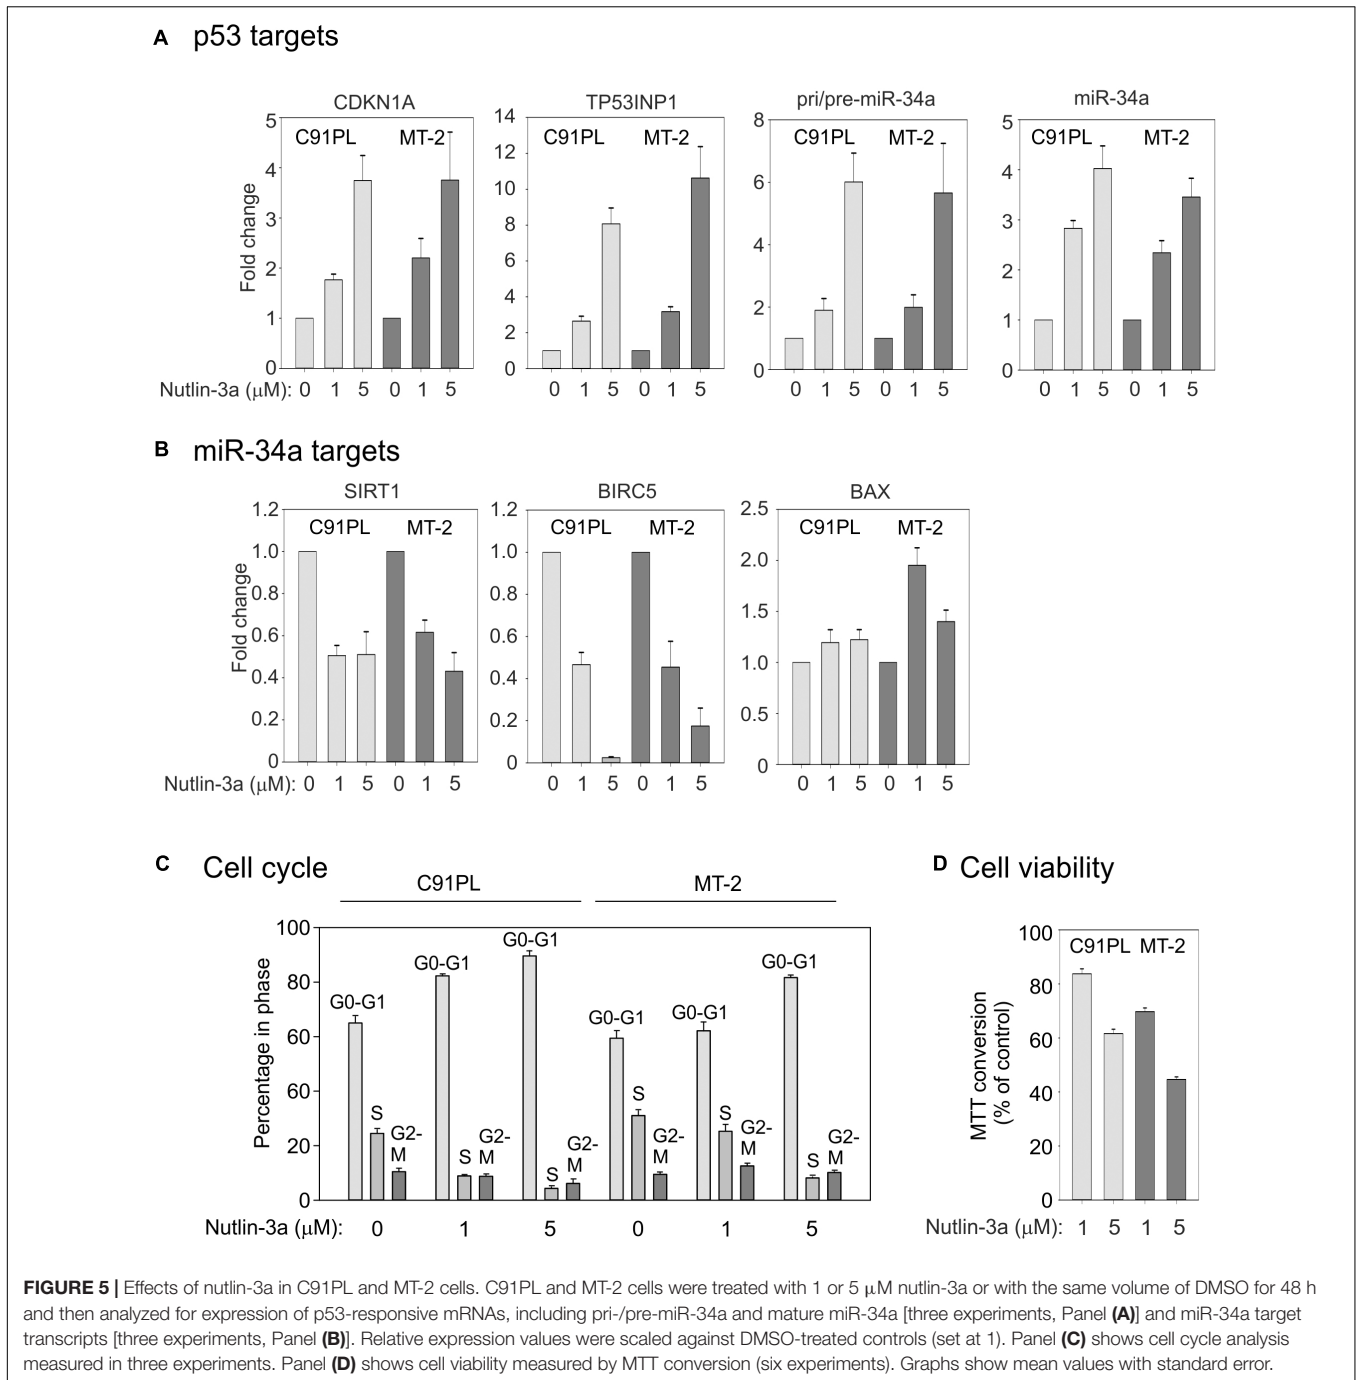 A p53 targets
CDKN1A TP53INP1 pri/pre-miR-34a miR-34a
Fold change
5
4
3
2
1
0
C91PL MT-2
14
12
10
8
6
4
2
0
C91PL MT-2
8
6
4
2
0
C91PL MT-2
5
4
3
2
1
0
C91PL MT-2
Nutlin-3a (μM): 0 1 5 0 1 5 0 1 5 0 1 5 0 1 5 0 1 5 0 1 5 0 1 5
B miR-34a targets
SIRT1 BIRC5 BAX
Fold change
1.2
1.0
0.8
0.6
0.4
0.2
0
C91PL MT-2
1.2
1.0
0.8
0.6
0.4
0.2
0
C91PL MT-2
2.5
2.0
1.5
1.0
0.5
0
C91PL MT-2
Nutlin-3a (μM): 0 1 5 0 1 5 0 1 5 0 1 5 0 1 5 0 1 5
C Cell cycle
C91PL MT-2
Percentage in phase
100
80
60
60
20
0
G0-G1 S G2-M
G0-G1 S G2-M
G0-G1 S G2-M
G0-G1 S G2-M
G0-G1 S G2-M
G0-G1 S G2-M
Nutlin-3a (μM): 0 1 5 0 1 5
D Cell viability
MTT conversion
(% of control)
100
80
60
40
20
0
C91PL MT-2
Nutlin-3a (μM): 1 5 1 5
FIGURE 5 | Effects of nutlin-3a in C91PL and MT-2 cells. C91PL and MT-2 cells were treated with 1 or 5 μM nutlin-3a or with the same volume of DMSO for 48 h
and then analyzed for expression of p53-responsive mRNAs, including pri-/pre-miR-34a and mature miR-34a [three experiments, Panel (A)] and miR-34a target
transcripts [three experiments, Panel (B)]. Relative expression values were scaled against DMSO-treated controls (set at 1). Panel (C) shows cell cycle analysis
measured in three experiments. Panel (D) shows cell viability measured by MTT conversion (six experiments). Graphs show mean values with standard error.